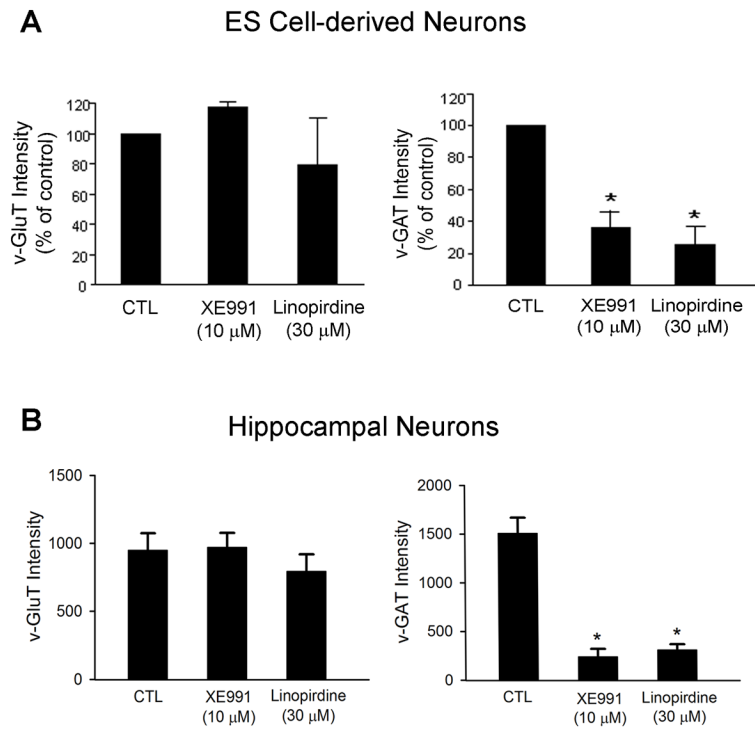 A
ES Cell-derived Neurons
v-GluT Intensity
(% of control)
120
100
80
60
40
20
0
CTL
XE991
(10 μM)
Linopirdine
(30 μM)
v-GAT Intensity
(% of control)
120
100
80
60
40
20
0
*
*
CTL
XE991
(10 μM)
Linopirdine
(30 μM)
B
Hippocampal Neurons
v-GluT Intensity
1500
1000
500
0
CTL
XE991
(10 μM)
Linopirdine
(30 μM)
v-GAT Intensity
2000
1500
1000
500
0
*
*
CTL
XE991
(10 μM)
Linopirdine
(30 μM)